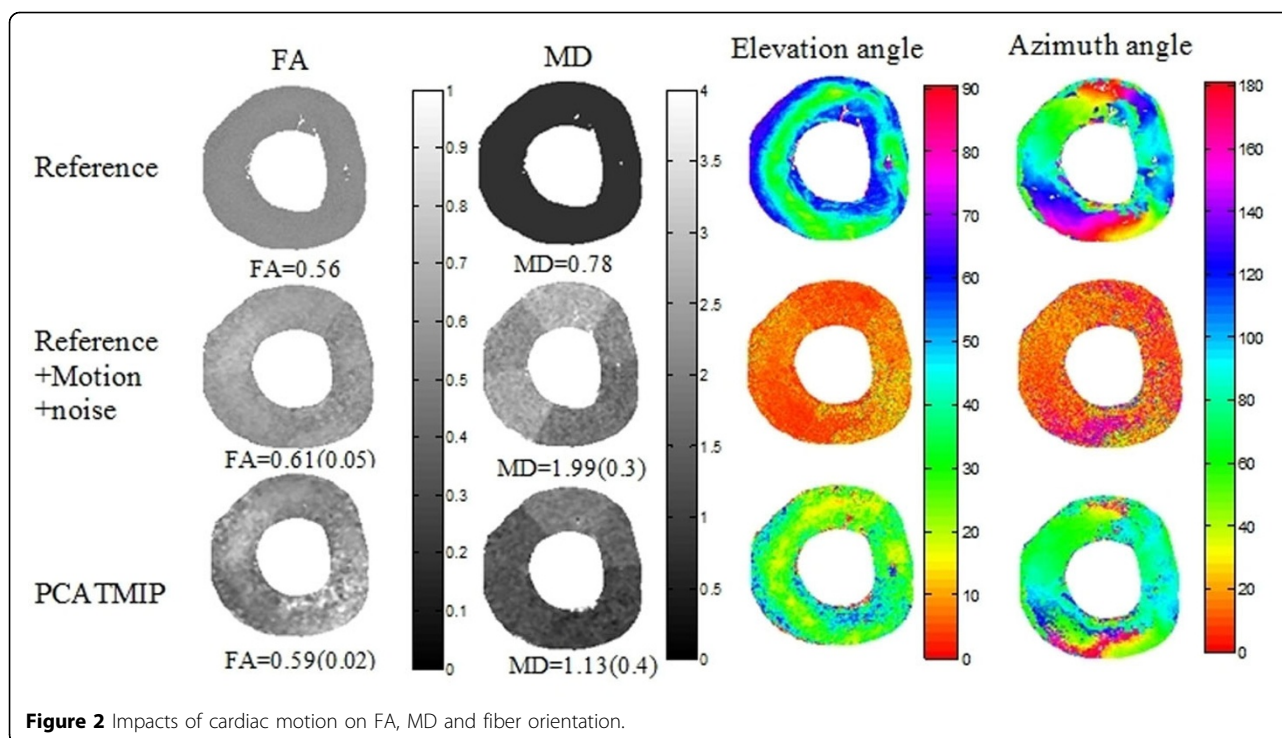 FA
MD
Elevation angle
Azimuth angle
Reference
FA=0.56
MD=0.78
Reference
+Motion
+noise
FA=0.61(0.05)
MD=1.99(0.3)
PCATMIP
FA=0.59(0.02)
MD=1.13(0.4)
1
0.9
0.8
0.7
0.6
0.5
0.4
0.3
0.2
0.1
0
4
3.5
3
2.5
2
1.5
1
0.5
0
90
80
70
60
50
40
30
20
10
0
180
160
140
120
100
80
60
40
20
0
Figure 2 Impacts of cardiac motion on FA, MD and fiber orientation.